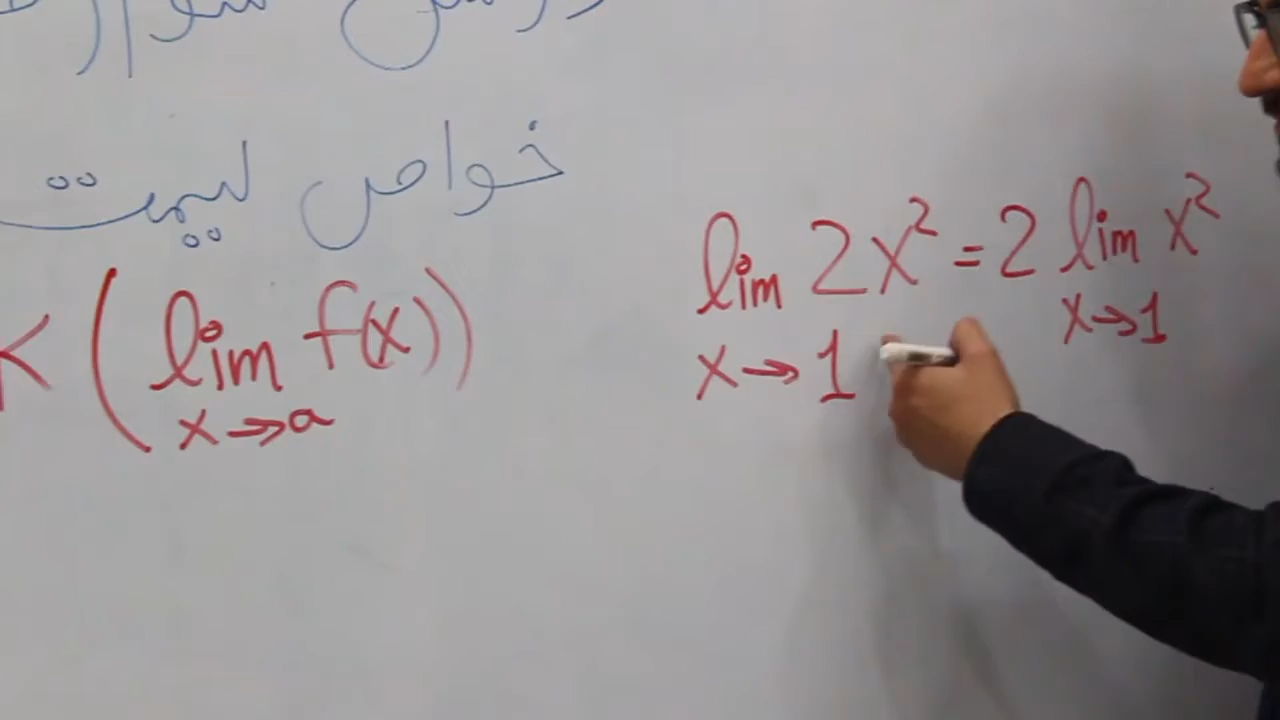 خواص لیمیت
K ( lim f(x) )
x→a
lim 2x² = 2 lim x²
x→1 x→1